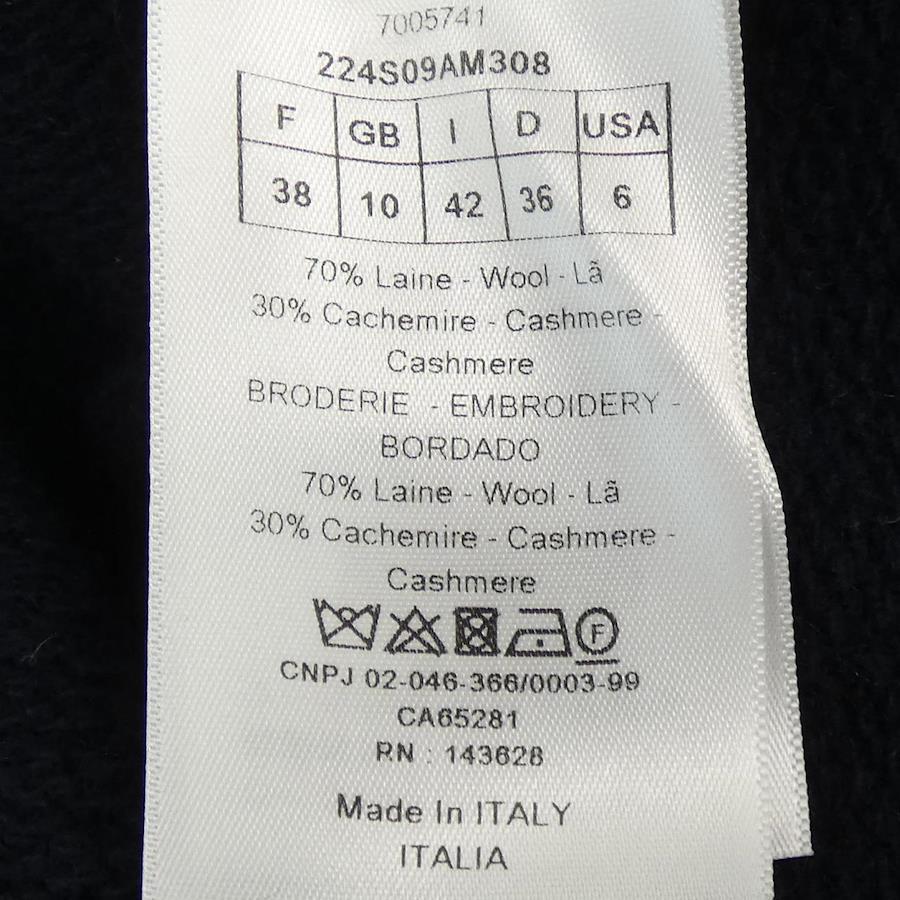 7005741
224S09AM308
F GB I D USA
38 10 42 36 6
70% Laine - Wool - Lã
30% Cachemire - Cashmere -
Cashmere
BRODERIE - EMBROIDERY -
BORDADO
70% Laine - Wool - Lã
30% Cachemire - Cashmere -
Cashmere
F
CNPJ 02-046-366/0003-99
CA65281
RN : 143628
Made In ITALY
ITALIA